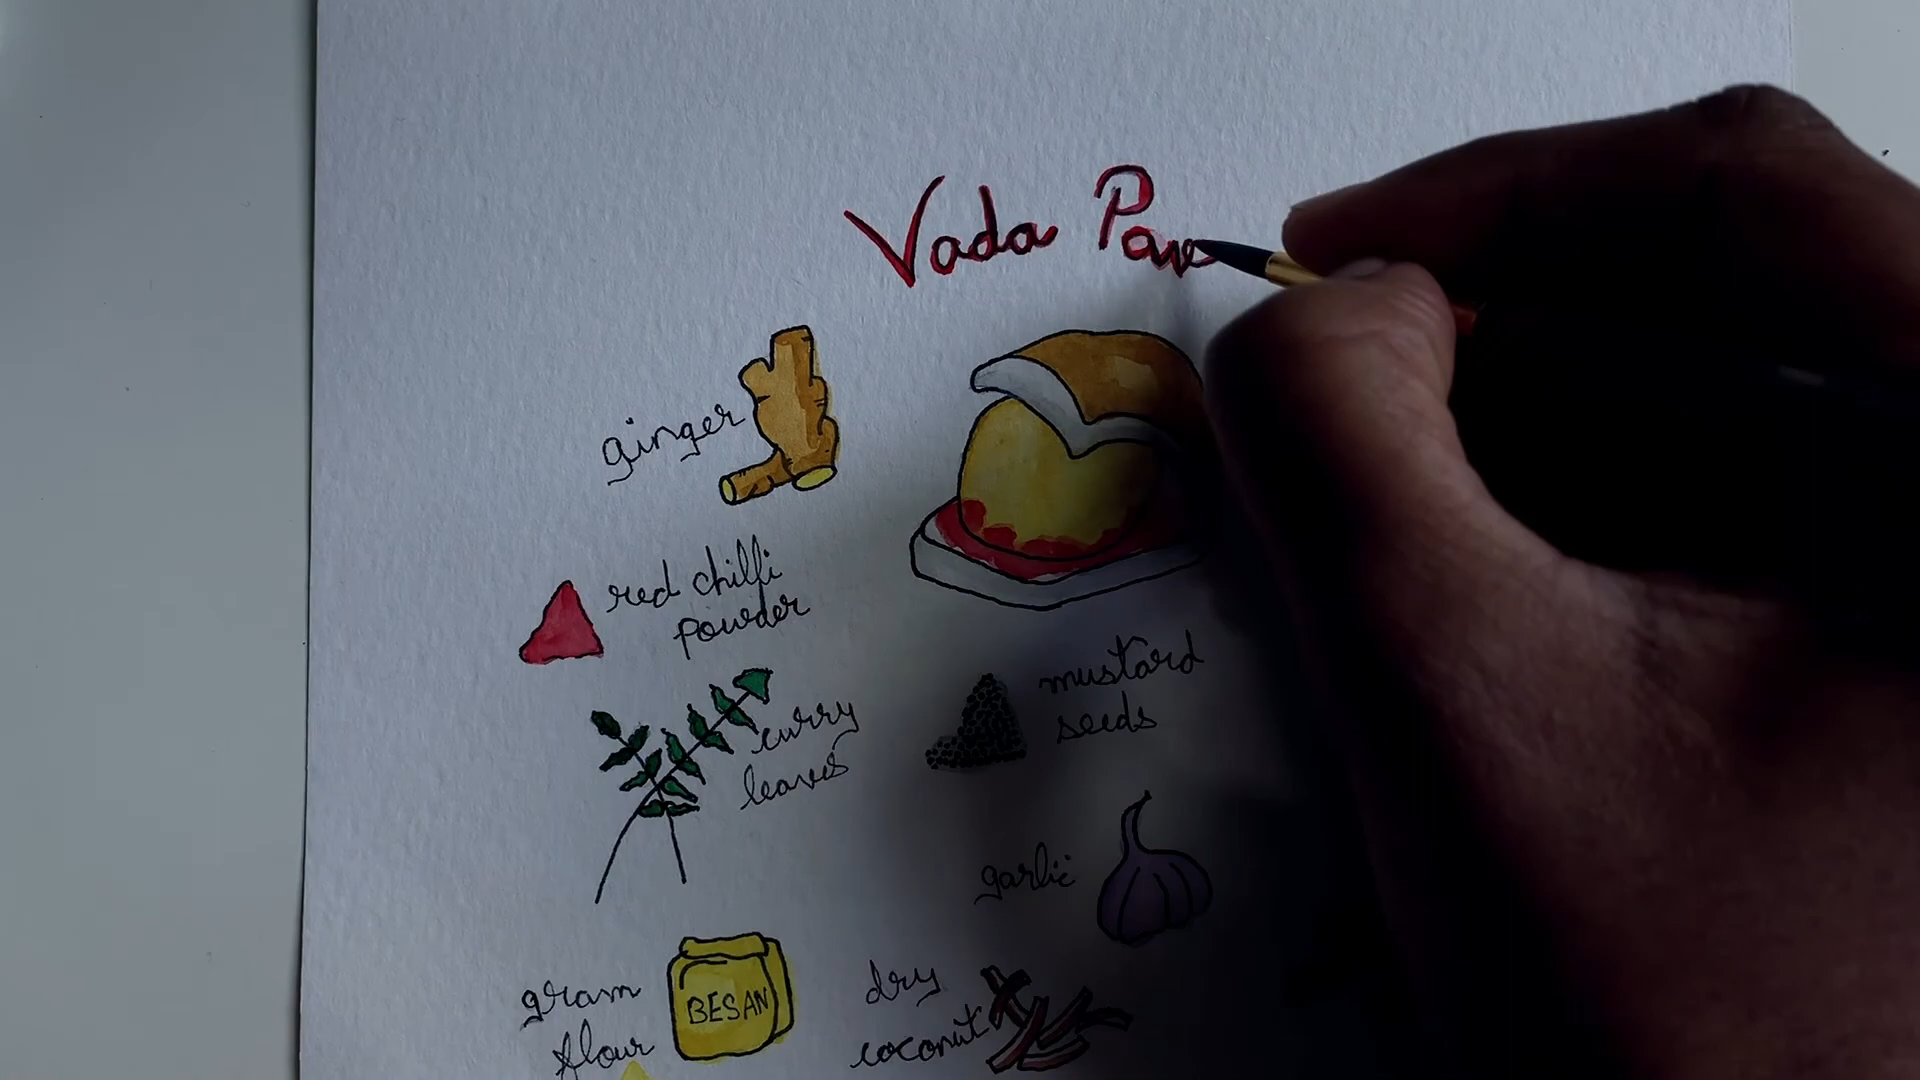 Vada Pav
ginger
red chilli
powder
curry
leaves
mustard
seeds
garlic
gram
flour
BESAN
dry
coconut